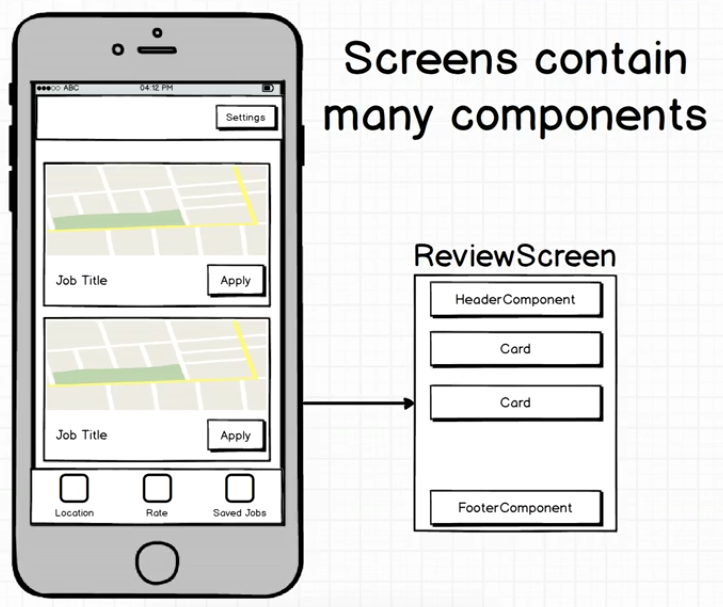 Screens contain
many components
ABC 04:12 PM
Settings
Job Title Apply
Job Title Apply
Location Rate Saved Jobs
ReviewScreen
HeaderComponent
Card
Card
FooterComponent